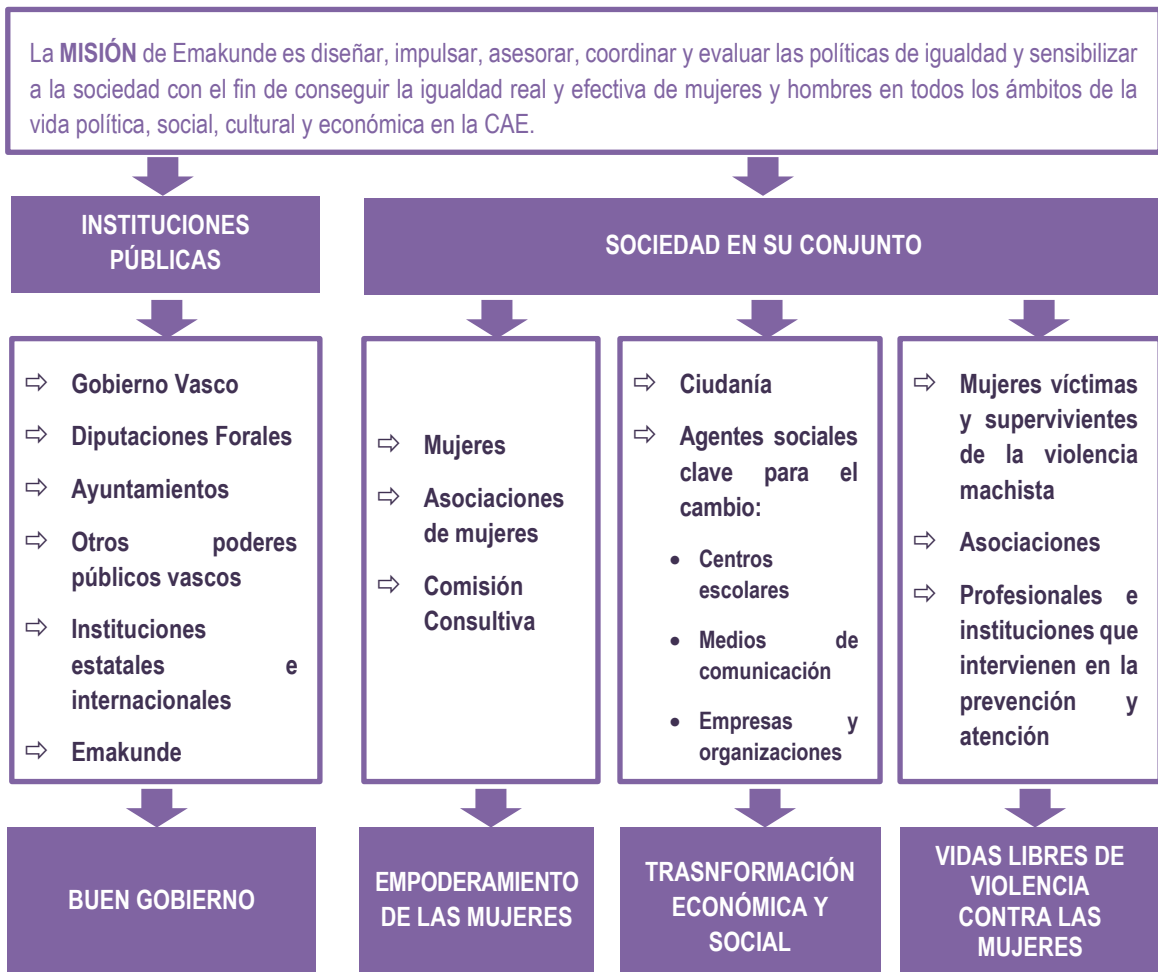 La MISIÓN de Emakunde es diseñar, impulsar, asesorar, coordinar y evaluar las políticas de igualdad y sensibilizar
a la sociedad con el fin de conseguir la igualdad real y efectiva de mujeres y hombres en todos los ámbitos de la
vida política, social, cultural y económica en la CAE.
INSTITUCIONES
PÚBLICAS
SOCIEDAD EN SU CONJUNTO
⇨ Gobierno Vasco
⇨ Diputaciones Forales
⇨ Ayuntamientos
⇨ Otros poderes
públicos vascos
⇨ Instituciones
estatales e
internacionales
⇨ Emakunde
⇨ Mujeres
⇨ Asociaciones
de mujeres
⇨ Comisión
Consultiva
⇨ Ciudanía
⇨ Agentes sociales
clave para el
cambio:
• Centros
escolares
• Medios de
comunicación
• Empresas y
organizaciones
⇨ Mujeres víctimas
y supervivientes
de la violencia
machista
⇨ Asociaciones
⇨ Profesionales e
instituciones que
intervienen en la
prevención y
atención
BUEN GOBIERNO
EMPODERAMIENTO
DE LAS MUJERES
TRASNFORMACIÓN
ECONÓMICA Y
SOCIAL
VIDAS LIBRES DE
VIOLENCIA
CONTRA LAS
MUJERES